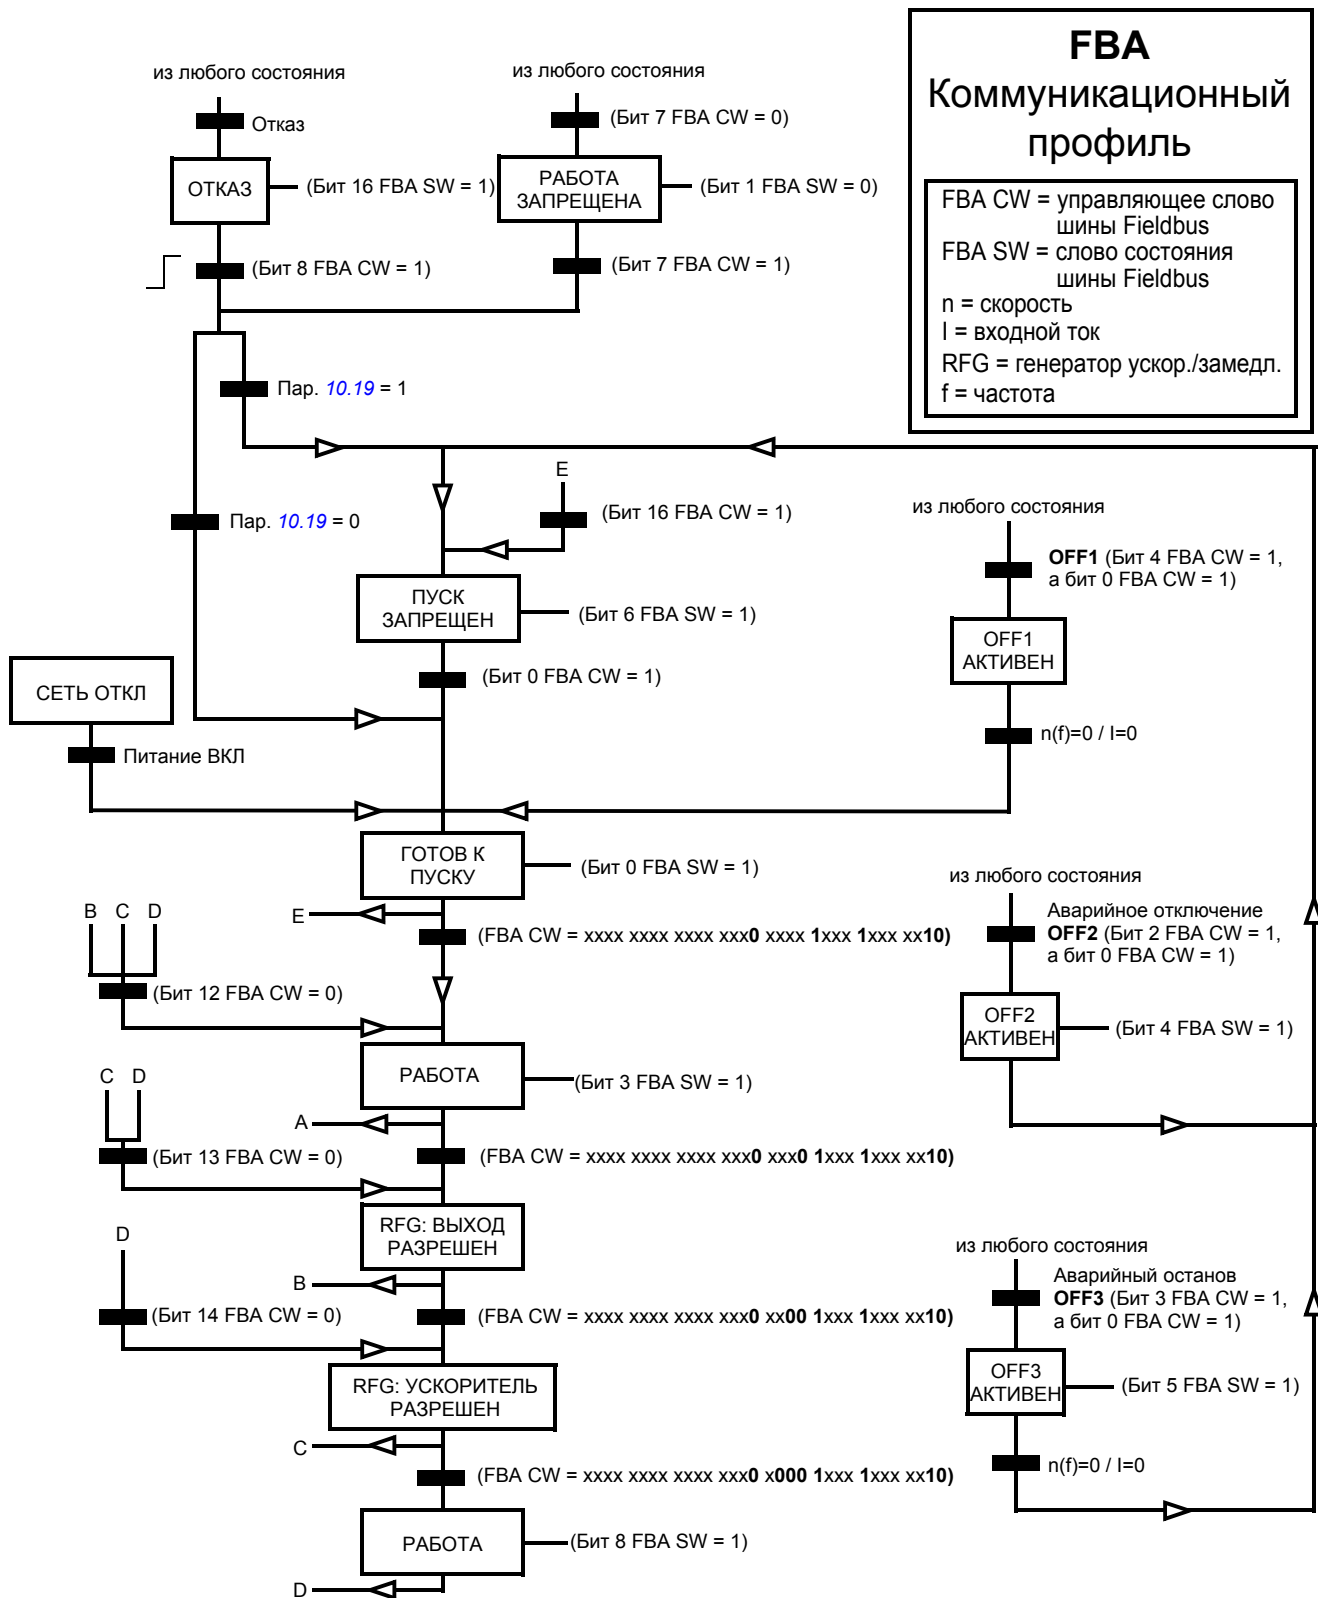 FBA
Коммуникационный
профиль
FBA CW = управляющее слово
шины Fieldbus
FBA SW = слово состояния
шины Fieldbus
n = скорость
I = входной ток
RFG = генератор ускор./замедл.
f = частота
из любого состояния
Отказ
ОТКАЗ
(Бит 16 FBA SW = 1)
(Бит 8 FBA CW = 1)
из любого состояния
(Бит 7 FBA CW = 0)
РАБОТА
ЗАПРЕЩЕНА
(Бит 1 FBA SW = 0)
(Бит 7 FBA CW = 1)
Пар. 10.19 = 1
Пар. 10.19 = 0
E
(Бит 16 FBA CW = 1)
ПУСК
ЗАПРЕЩЕН
(Бит 6 FBA SW = 1)
(Бит 0 FBA CW = 1)
СЕТЬ ОТКЛ
Питание ВКЛ
из любого состояния
OFF1 (Бит 4 FBA CW = 1,
а бит 0 FBA CW = 1)
OFF1
АКТИВЕН
n(f)=0 / I=0
ГОТОВ К
ПУСКУ
(Бит 0 FBA SW = 1)
E
(FBA CW = xxxx xxxx xxxx xxx0 xxxx 1xxx 1xxx xx10)
B C D
(Бит 12 FBA CW = 0)
из любого состояния
Аварийное отключение
OFF2 (Бит 2 FBA CW = 1,
а бит 0 FBA CW = 1)
OFF2
АКТИВЕН
(Бит 4 FBA SW = 1)
РАБОТА
(Бит 3 FBA SW = 1)
A
C D
(Бит 13 FBA CW = 0)
(FBA CW = xxxx xxxx xxxx xxx0 xxx0 1xxx 1xxx xx10)
RFG: ВЫХОД
РАЗРЕШЕН
B
D
(Бит 14 FBA CW = 0)
(FBA CW = xxxx xxxx xxxx xxx0 xx00 1xxx 1xxx xx10)
из любого состояния
Аварийный останов
OFF3 (Бит 3 FBA CW = 1,
а бит 0 FBA CW = 1)
OFF3
АКТИВЕН
(Бит 5 FBA SW = 1)
n(f)=0 / I=0
RFG: УСКОРИТЕЛЬ
РАЗРЕШЕН
C
(FBA CW = xxxx xxxx xxxx xxx0 x000 1xxx 1xxx xx10)
РАБОТА
(Бит 8 FBA SW = 1)
D